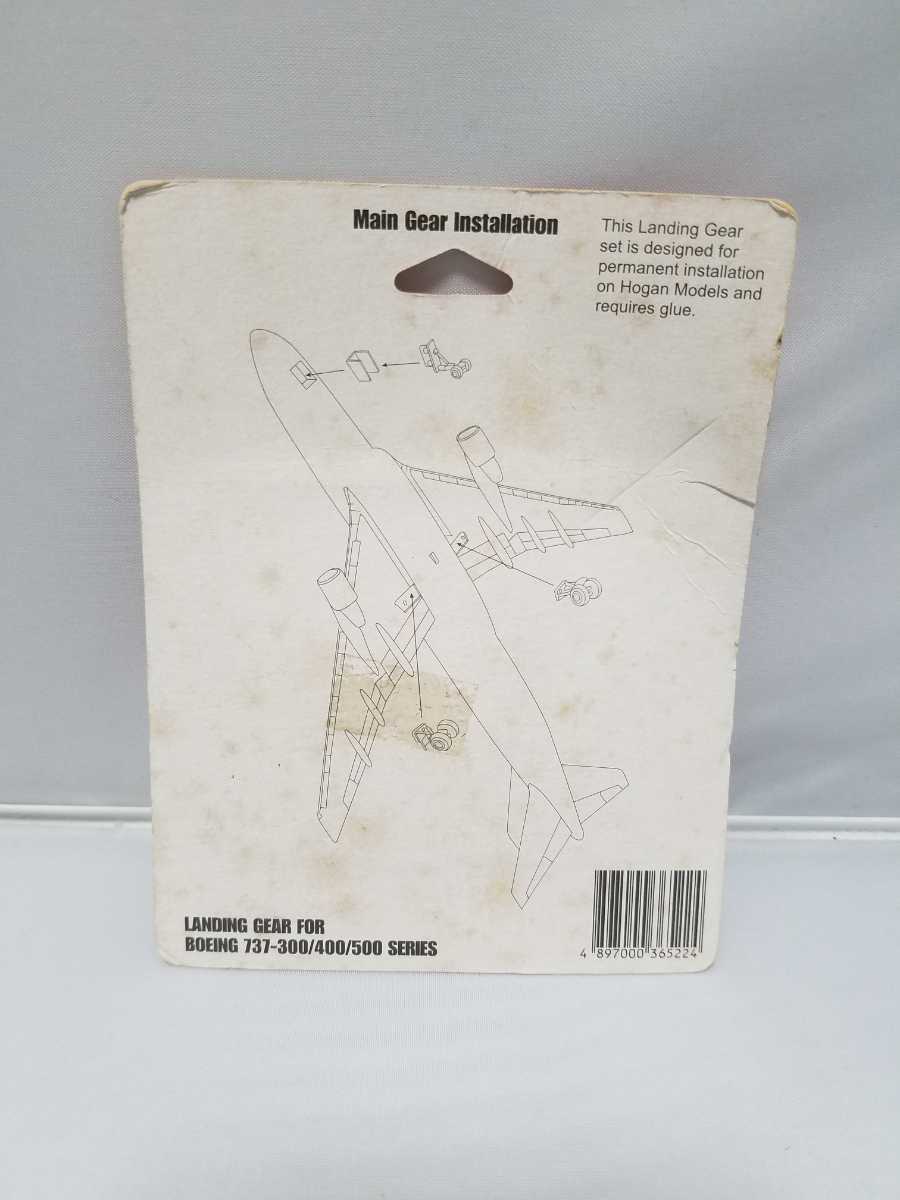 Main Gear Installation
This Landing Gear
set is designed for
permanent installation
on Hogan Models and
requires glue.
LANDING GEAR FOR
BOEING 737-300/400/500 SERIES
4 897000 365224